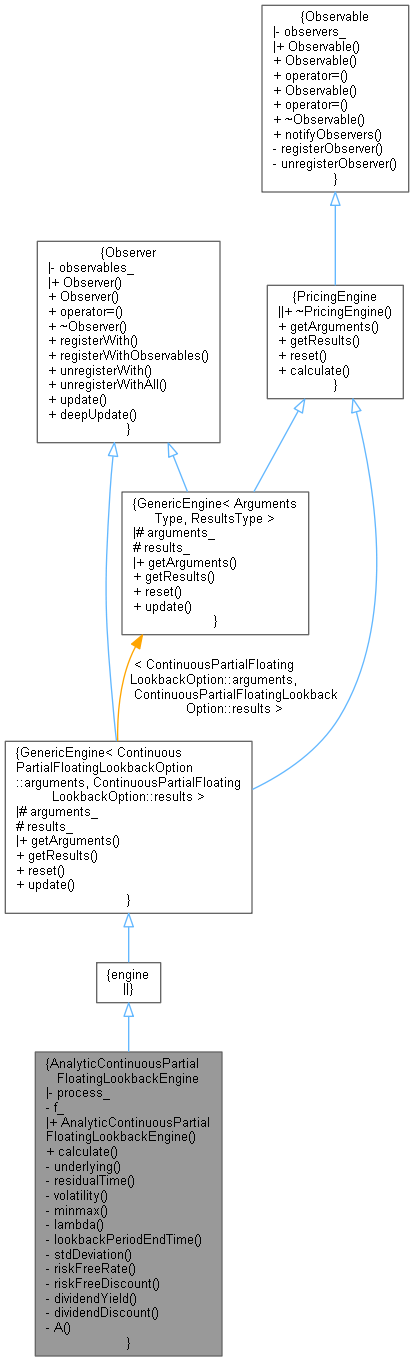 {Observable
|- observers_
|+ Observable()
+ Observable()
+ operator=()
+ Observable()
+ operator=()
+ ~Observable()
+ notifyObservers()
- registerObserver()
- unregisterObserver()
}
{Observer
|- observables_
|+ Observer()
+ Observer()
+ operator=()
+ ~Observer()
+ registerWith()
+ registerWithObservables()
+ unregisterWith()
+ unregisterWithAll()
+ update()
+ deepUpdate()
}
{PricingEngine
||+ ~PricingEngine()
+ getArguments()
+ getResults()
+ reset()
+ calculate()
}
{GenericEngine< Arguments
Type, ResultsType >
|# arguments_
# results_
|+ getArguments()
+ getResults()
+ reset()
+ update()
}
< ContinuousPartialFloating
LookbackOption::arguments,
ContinuousPartialFloatingLookback
Option::results >
{GenericEngine< Continuous
PartialFloatingLookbackOption
::arguments, ContinuousPartialFloating
LookbackOption::results >
|# arguments_
# results_
|+ getArguments()
+ getResults()
+ reset()
+ update()
}
{engine
||}
{AnalyticContinuousPartial
FloatingLookbackEngine
|- process_
- f_
|+ AnalyticContinuousPartial
FloatingLookbackEngine()
+ calculate()
- underlying()
- residualTime()
- volatility()
- minmax()
- lambda()
- lookbackPeriodEndTime()
- stdDeviation()
- riskFreeRate()
- riskFreeDiscount()
- dividendYield()
- dividendDiscount()
- A()
}